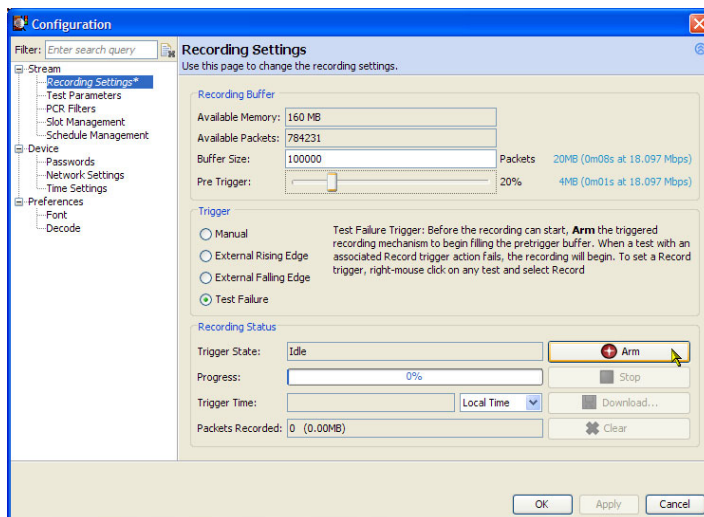 Configuration
Filter: Enter search query
Stream
Recording Settings*
Test Parameters
PCR Filters
Slot Management
Schedule Management
Device
Passwords
Network Settings
Time Settings
Preferences
Font
Decode
Recording Settings
Use this page to change the recording settings.
Recording Buffer
Available Memory: 160 MB
Available Packets: 784231
Buffer Size: 100000 Packets 20MB (0m08s at 18.097 Mbps)
Pre Trigger: 20% 4MB (0m01s at 18.097 Mbps)
Trigger
Manual
External Rising Edge
External Falling Edge
Test Failure
Test Failure Trigger: Before the recording can start, Arm the triggered
recording mechanism to begin filling the pretrigger buffer. When a test with an
associated Record trigger action fails, the recording will begin. To set a Record
trigger, right-mouse click on any test and select Record
Recording Status
Trigger State: Idle Arm
Progress: 0% Stop
Trigger Time: Local Time Download...
Packets Recorded: 0 (0.00MB) Clear
OK Apply Cancel